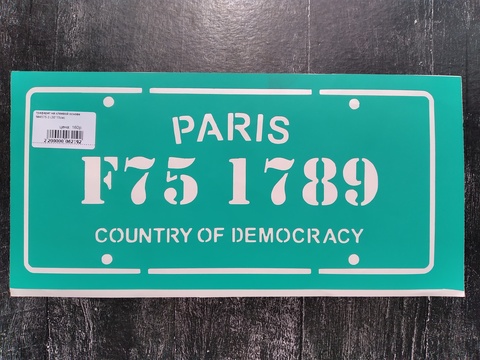 PARIS
F75 1789
COUNTRY OF DEMOCRACY